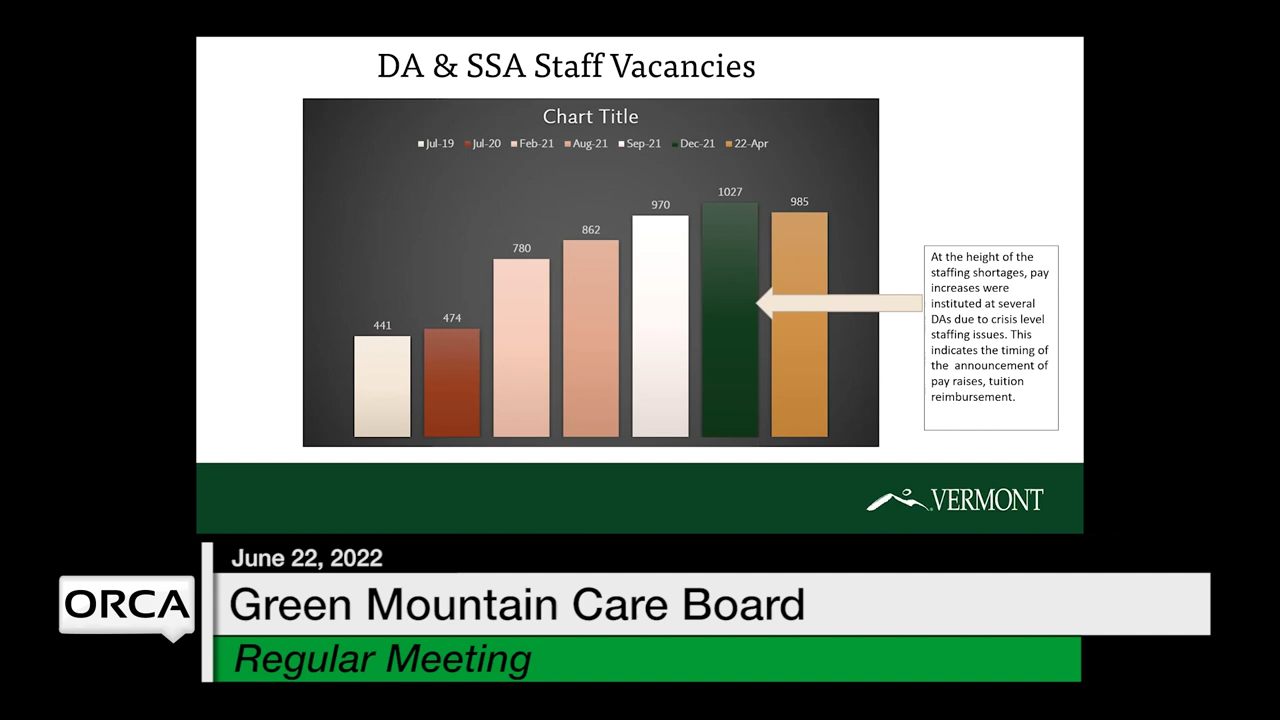 DA & SSA Staff Vacancies
Chart Title
Jul-19 Jul-20 Feb-21 Aug-21 Sep-21 Dec-21 22-Apr
441
474
780
862
970
1027
985
At the height of the
staffing shortages, pay
increases were
instituted at several
DAs due to crisis level
staffing issues. This
indicates the timing of
the announcement of
pay raises, tuition
reimbursement.
VERMONT
June 22, 2022
ORCA
Green Mountain Care Board
Regular Meeting